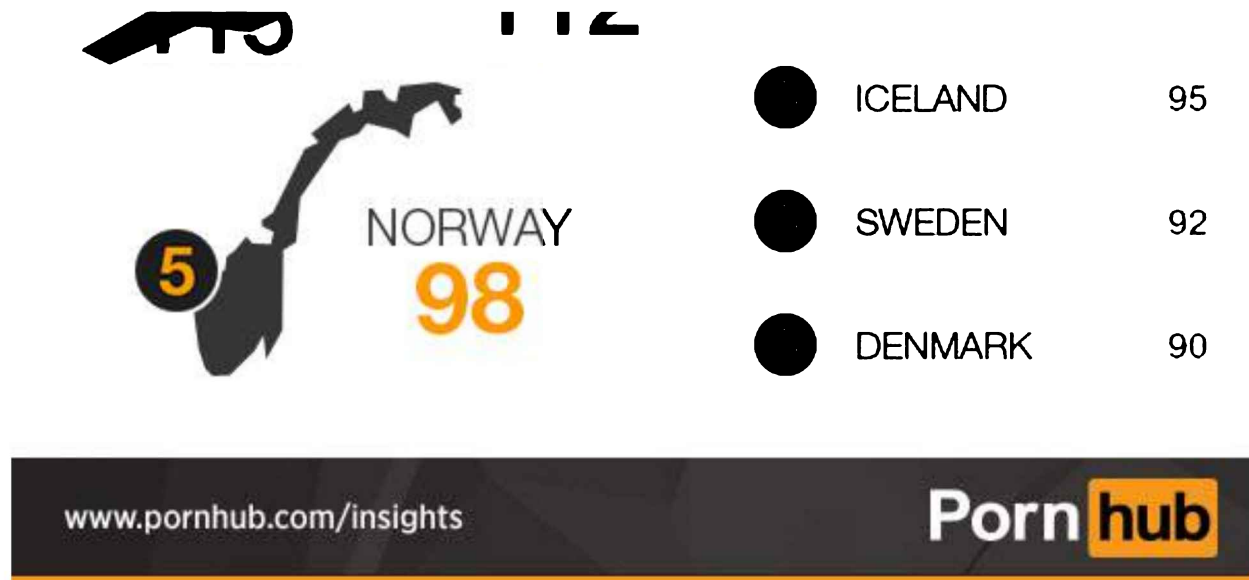 ICELAND 95
NORWAY
SWEDEN 92
5
98
DENMARK 90
www.pornhub.com/insights
Porn hub